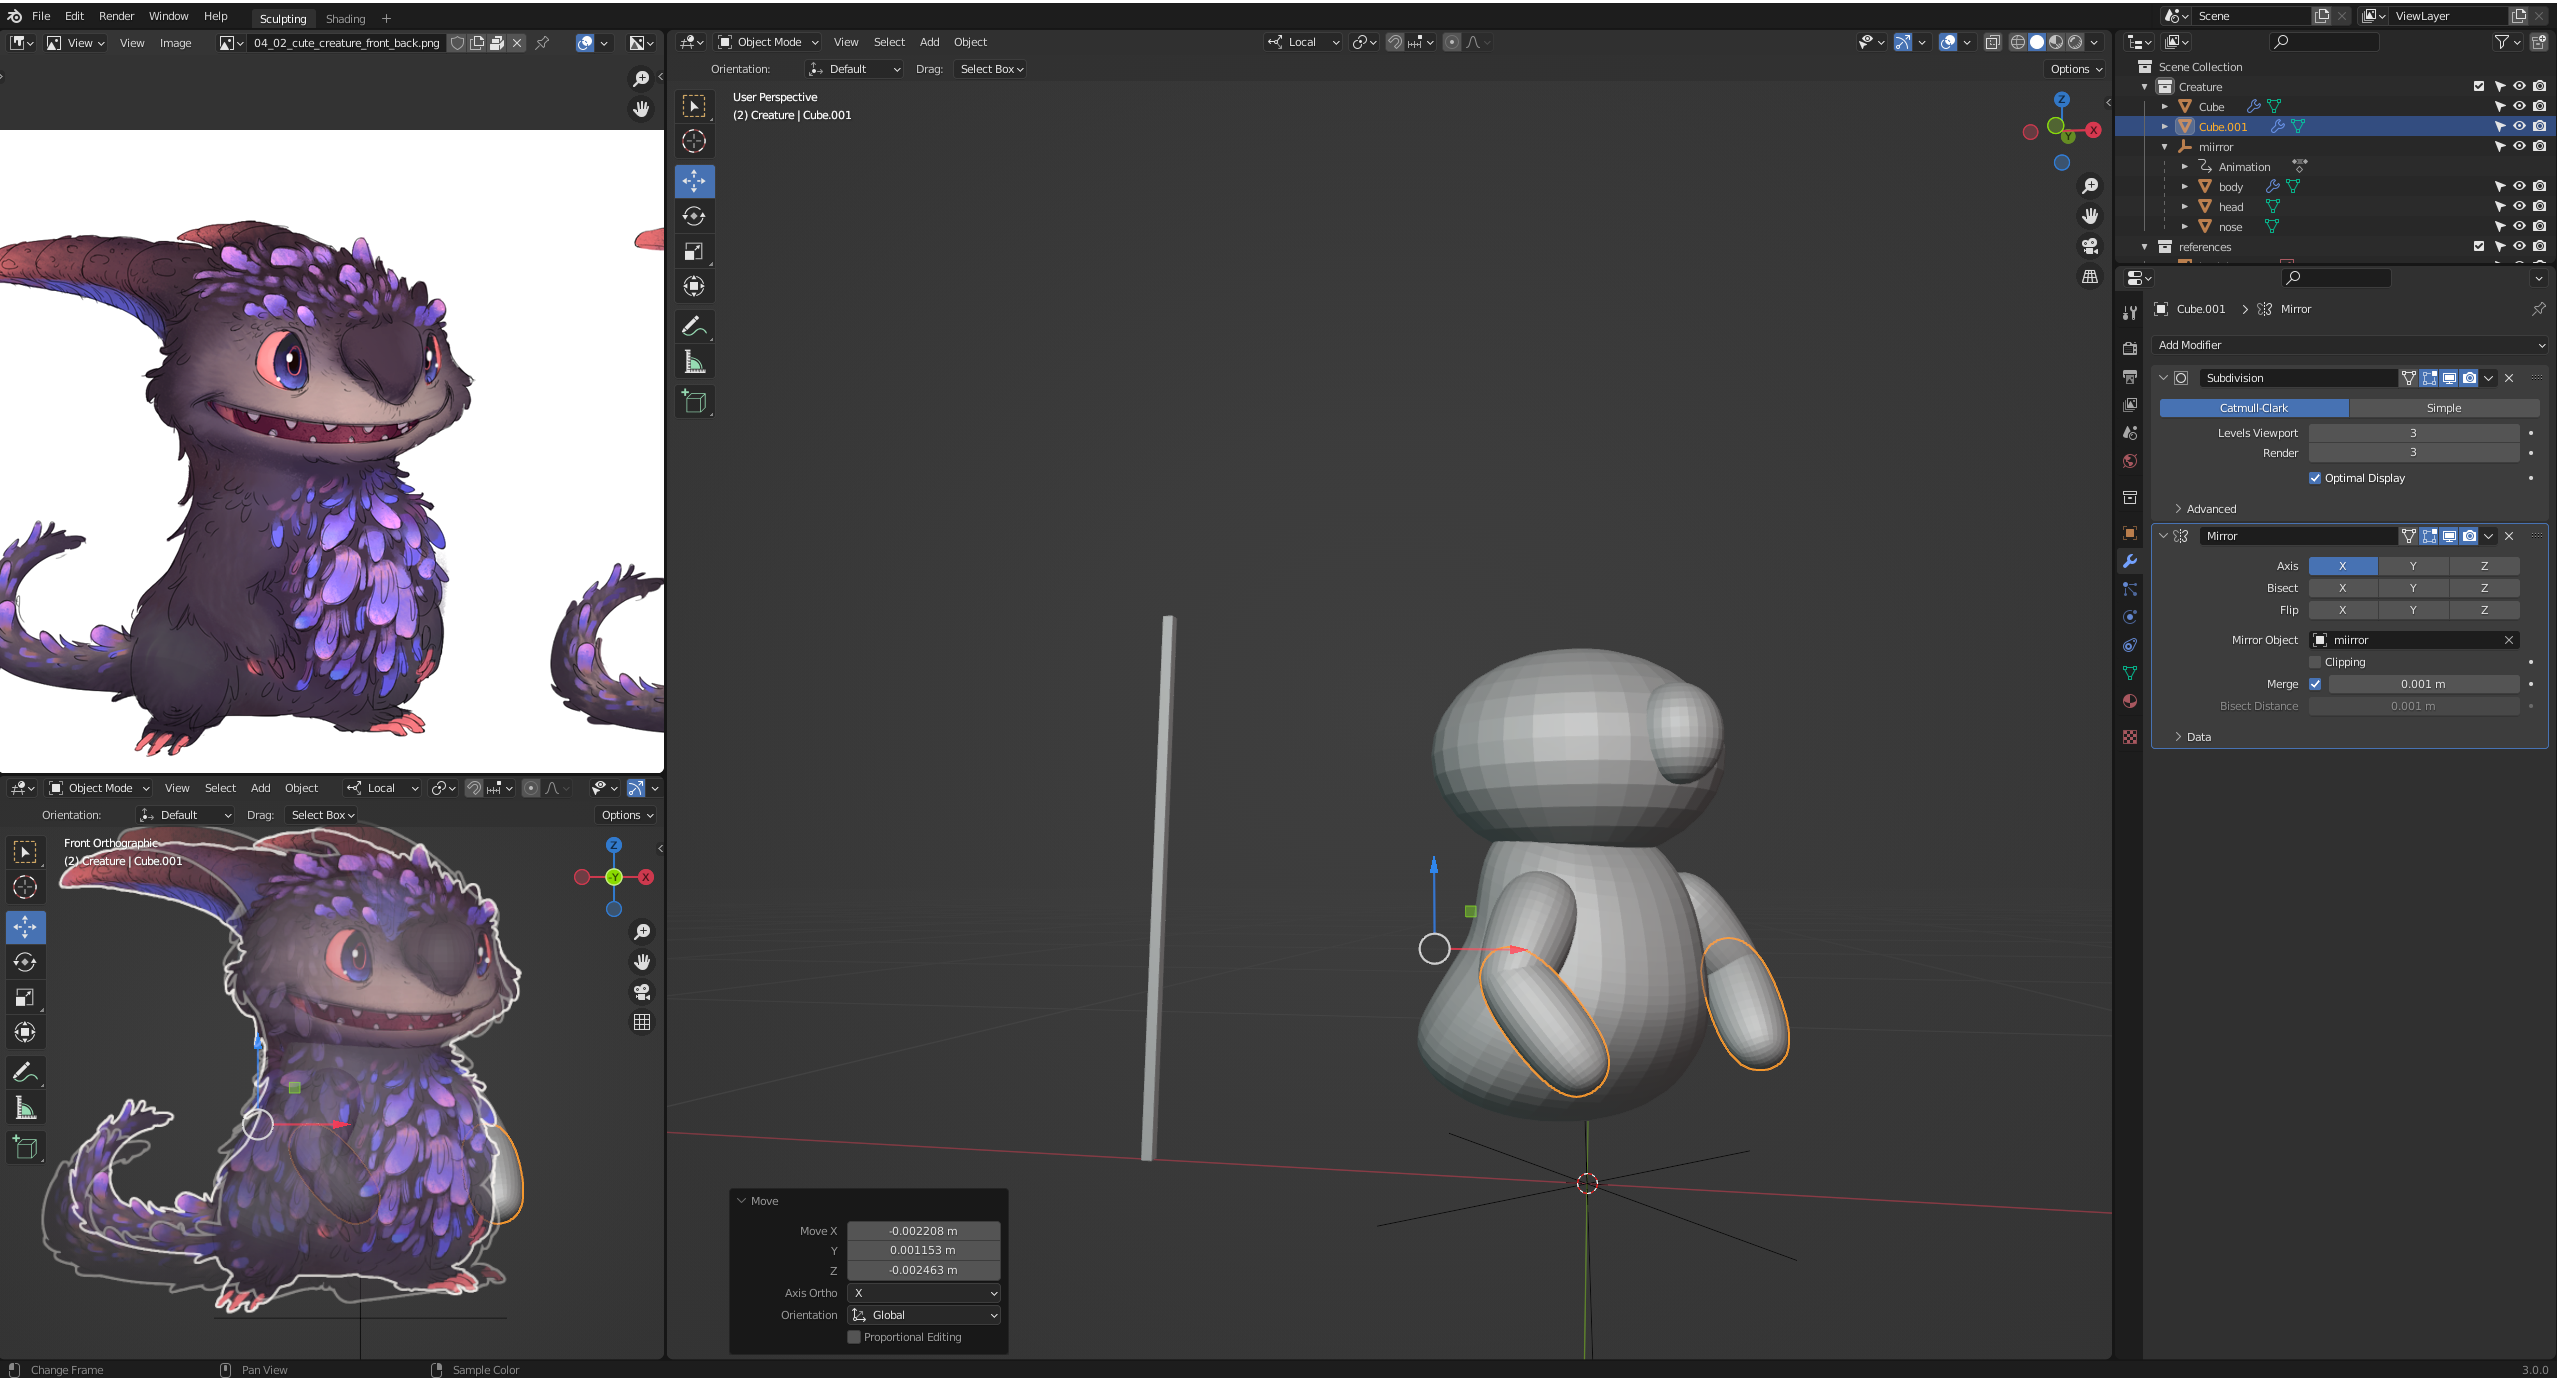 File Edit Render Window Help Sculpting Shading +
Scene ViewLayer
View View Image 04_02_cute_creature_front_back.png
Object Mode View Select Add Object Local
Orientation: Default Drag: Select Box Options
User Perspective
(2) Creature | Cube.001
Z
X
Y
Scene Collection
Creature
Cube
Cube.001
miirror
Animation
body
head
nose
references
Cube.001 > Mirror
Add Modifier
Subdivision
Catmull-Clark Simple
Levels Viewport 3
Render 3
Optimal Display
Advanced
Mirror
Axis X Y Z
Bisect X Y Z
Flip X Y Z
Mirror Object miirror
Clipping
Merge 0.001 m
Bisect Distance 0.001 m
Data
Object Mode View Select Add Object Local
Orientation: Default Drag: Select Box Options
Front Orthographic
(2) Creature | Cube.001
Z
-Y X
Move
Move X -0.002208 m
Y 0.001153 m
Z -0.002463 m
Axis Ortho X
Orientation Global
Proportional Editing
Change Frame Pan View Sample Color 3.0.0